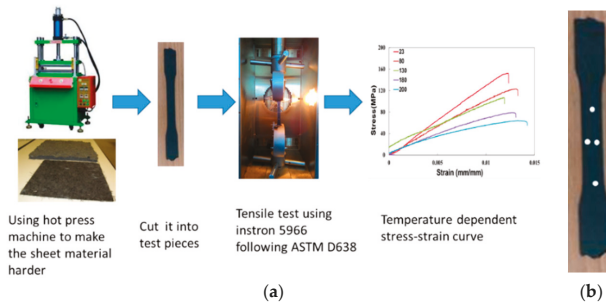 200
160
120
80
40
0
Stress(MPa)
23
80
130
180
200
0
0.005
0.01
0.015
Strain (mm/mm)
Using hot press
machine to make
the sheet material
harder
Cut it into
test pieces
Tensile test using
instron 5966
following ASTM D638
Temperature dependent
stress-strain curve
(a)
(b)